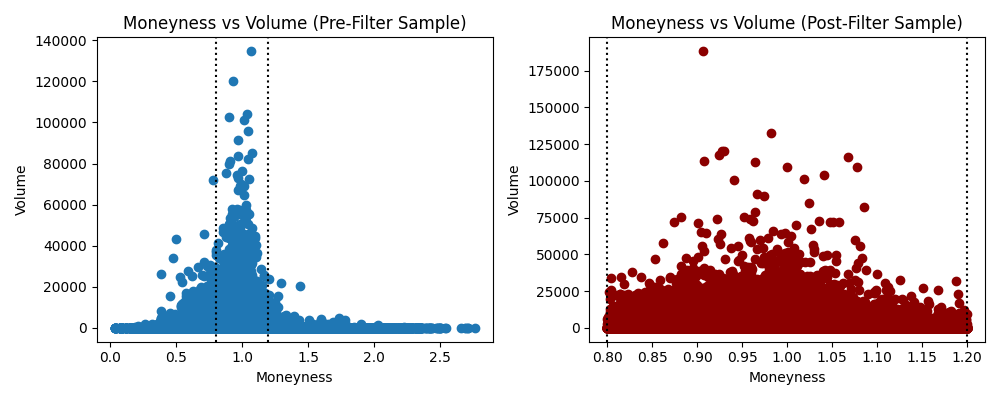 Moneyness vs Volume (Pre-Filter Sample)
140000
120000
100000
80000
60000
40000
20000
0
Volume
0.0 0.5 1.0 1.5 2.0 2.5
Moneyness
Moneyness vs Volume (Post-Filter Sample)
175000
150000
125000
100000
75000
50000
25000
0
Volume
0.80 0.85 0.90 0.95 1.00 1.05 1.10 1.15 1.20
Moneyness